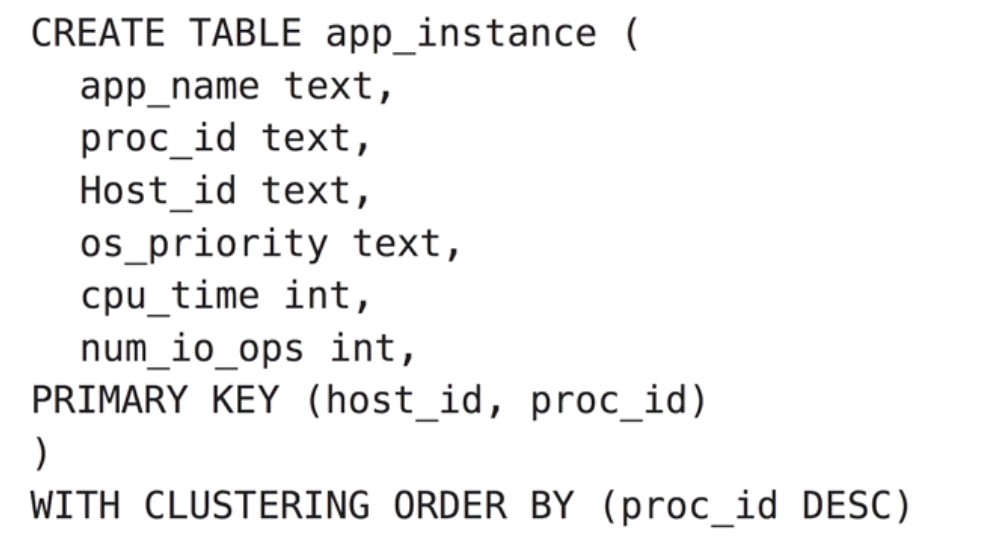 CREATE TABLE app_instance (
app_name text,
proc_id text,
Host_id text,
os_priority text,
cpu_time int,
num_io_ops int,
PRIMARY KEY (host_id, proc_id)
)
WITH CLUSTERING ORDER BY (proc_id DESC)